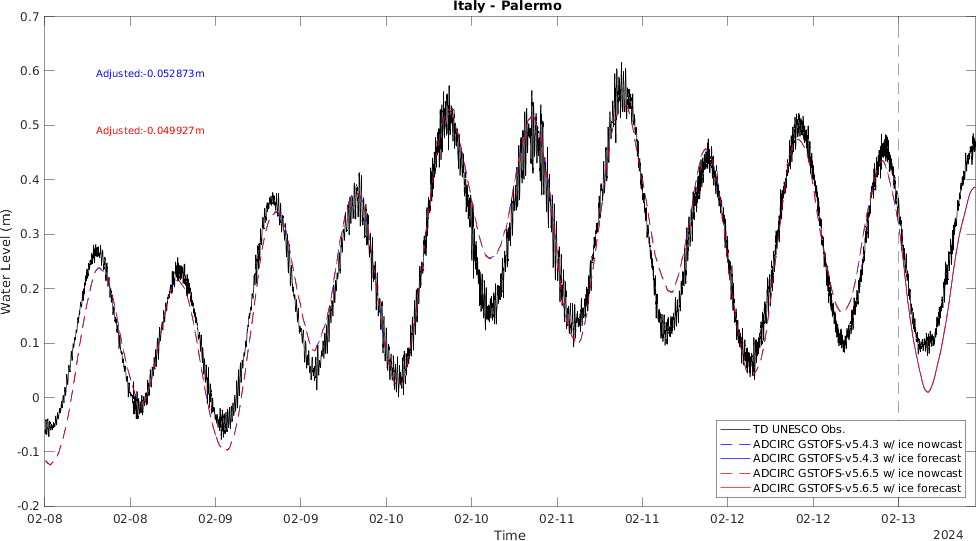 Italy - Palermo
0.7
0.6
0.5
0.4
0.3
0.2
0.1
0
-0.1
-0.2
Water Level (m)
Adjusted:-0.052873m
Adjusted:-0.049927m
TD UNESCO Obs.
ADCIRC GSTOFS-v5.4.3 w/ ice nowcast
ADCIRC GSTOFS-v5.4.3 w/ ice forecast
ADCIRC GSTOFS-v5.6.5 w/ ice nowcast
ADCIRC GSTOFS-v5.6.5 w/ ice forecast
02-08 02-08 02-09 02-09 02-10 02-10 02-11 02-11 02-12 02-12 02-13
Time
2024